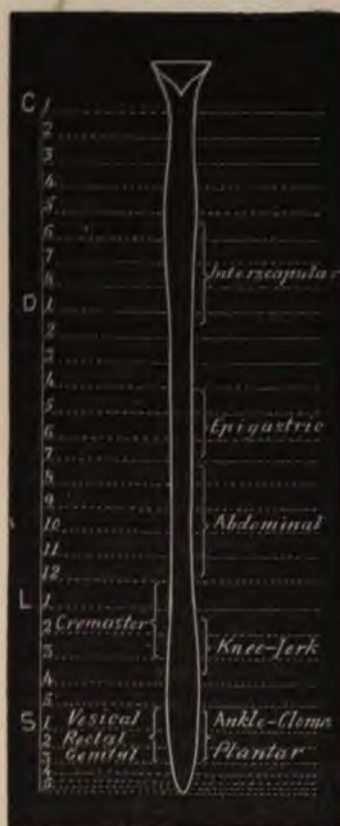 C 1
2
3
4
5
6
7
8
Interscapular
D 1
2
3
4
5
6
Epigastric
7
8
9
10
Abdominal
11
12
L 1
2 Cremaster
3
Knee-Jerk
4
5
S 1 Vesical Ankle-Clonus
2 Rectal
Genital Plantar